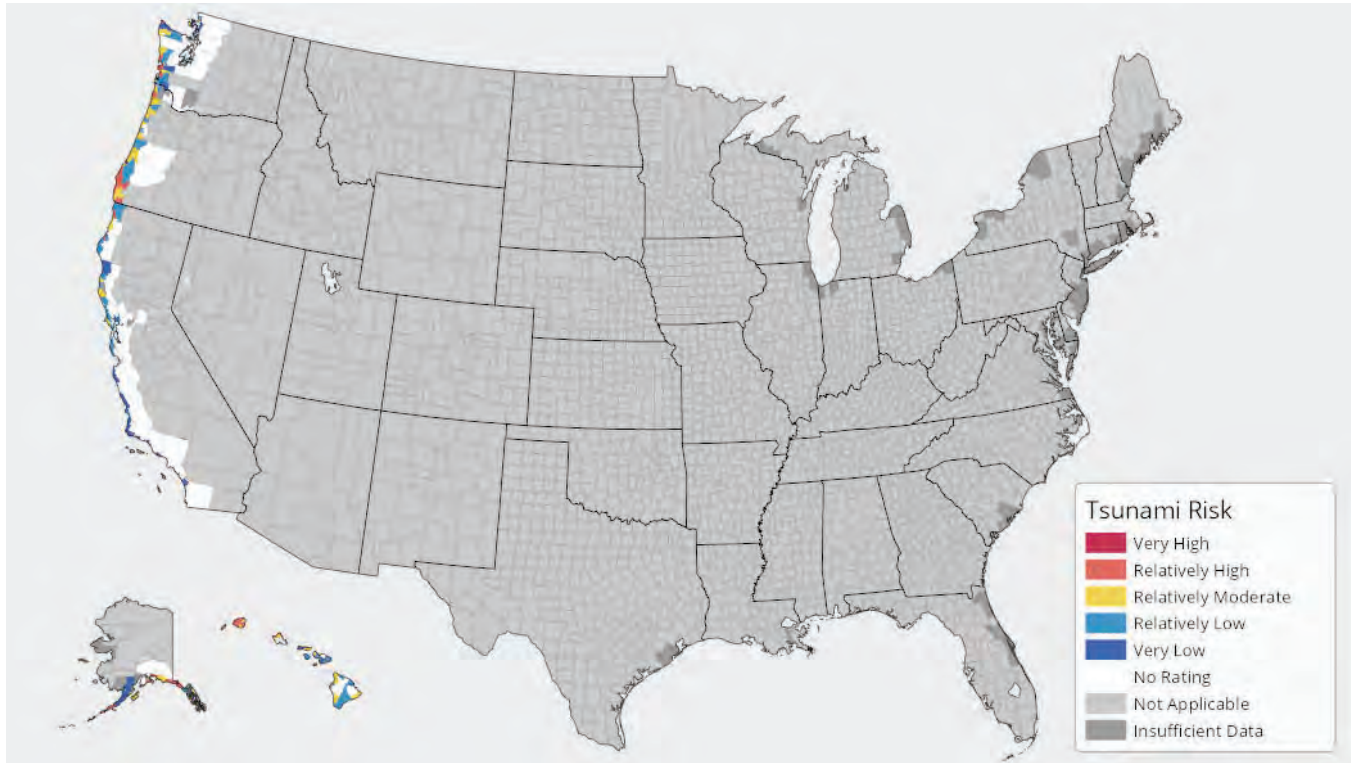 Tsunami Risk
Very High
Relatively High
Relatively Moderate
Relatively Low
Very Low
No Rating
Not Applicable
Insufficient Data